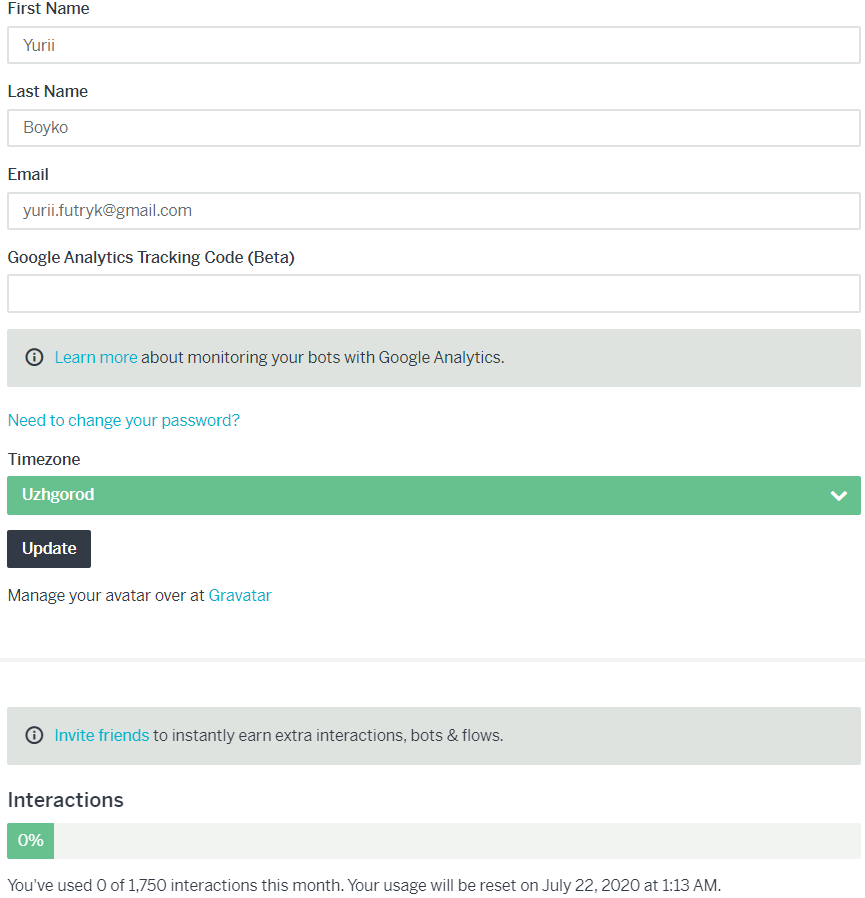 First Name
Yurii
Last Name
Boyko
Email
yurii.futryk@gmail.com
Google Analytics Tracking Code (Beta)
Learn more about monitoring your bots with Google Analytics.
Need to change your password?
Timezone
Uzhgorod
Update
Manage your avatar over at Gravatar
Invite friends to instantly earn extra interactions, bots & flows.
Interactions
0%
You've used 0 of 1,750 interactions this month. Your usage will be reset on July 22, 2020 at 1:13 AM.